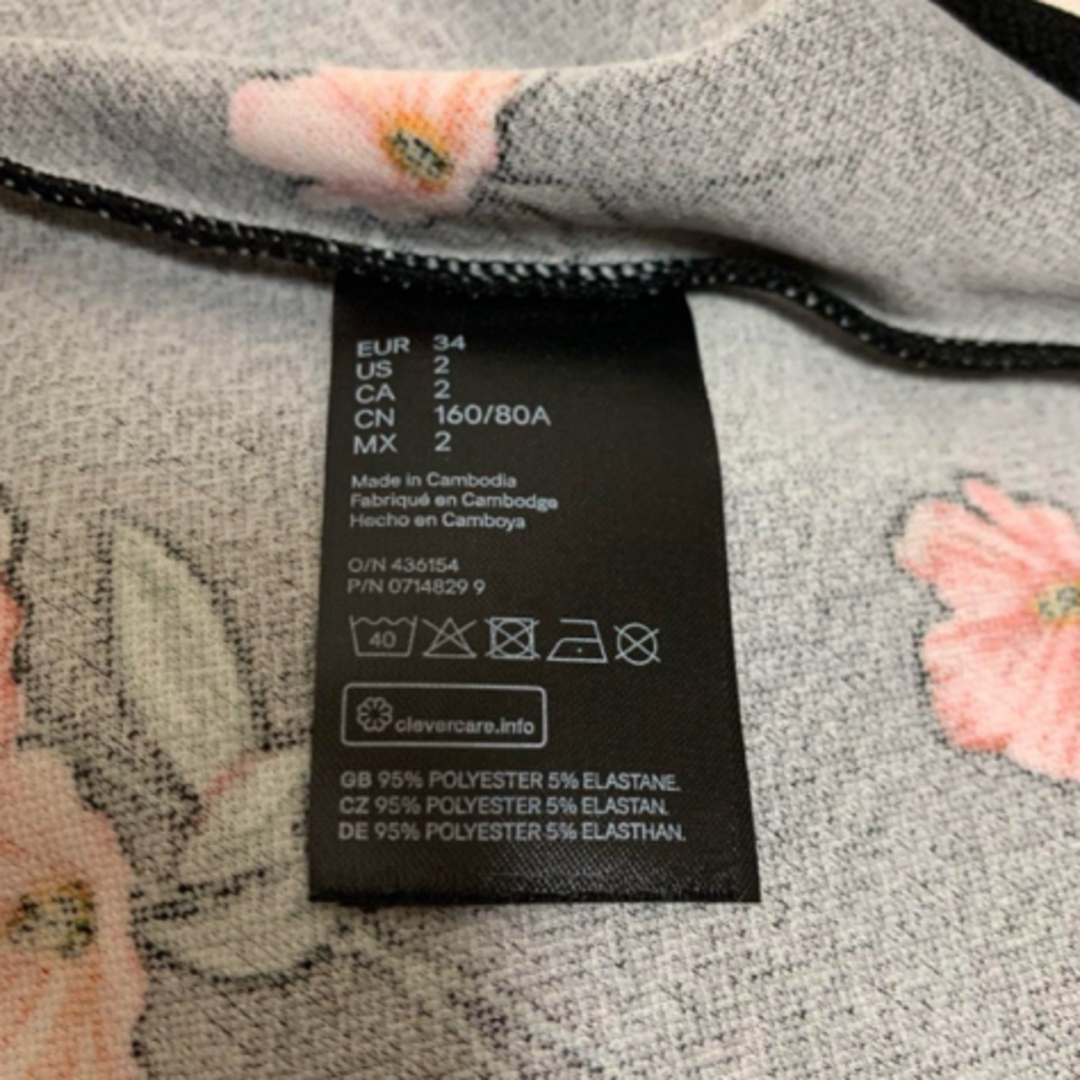 EUR 34
US 2
CA 2
CN 160/80A
MX 2
Made in Cambodia
Fabriqué en Cambodge
Hecho en Camboya
O/N 436154
P/N 0714829 9
40
clevercare.info
GB 95% POLYESTER 5% ELASTANE.
CZ 95% POLYESTER 5% ELASTAN.
DE 95% POLYESTER 5% ELASTHAN.